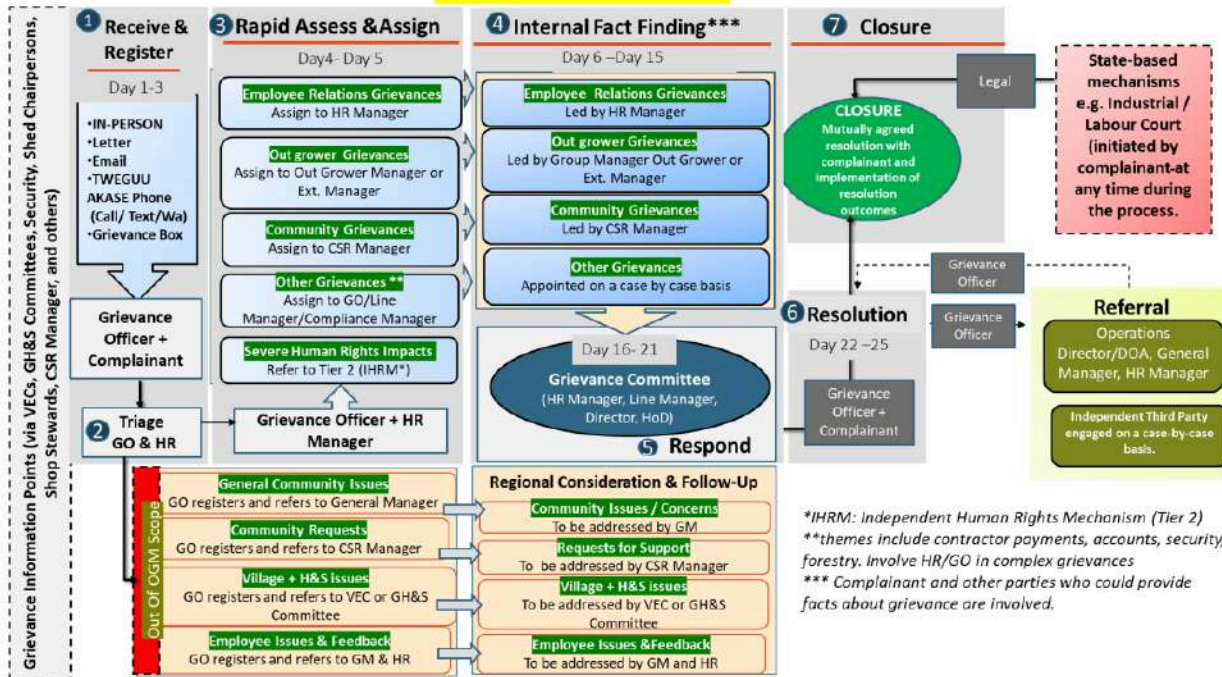 Grievance Information Points (via VECs, GH&S Committees, Security, Shed Chairpersons,
Shop Stewards, CSR Manager, and others)
1 Receive &
Register
Day 1-3
•IN-PERSON
•Letter
•Email
•TWEGUU
AKASE Phone
(Call/ Text/Wa)
•Grievance Box
Grievance
Officer +
Complainant
2 Triage
GO & HR
3 Rapid Assess &Assign
Day4- Day 5
Employee Relations Grievances
Assign to HR Manager
Out grower Grievances
Assign to Out Grower Manager or
Ext. Manager
Community Grievances
Assign to CSR Manager
Other Grievances **
Assign to GO/Line
Manager/Compliance Manager
Severe Human Rights Impacts
Refer to Tier 2 (IHRM*)
Grievance Officer + HR
Manager
4 Internal Fact Finding***
Day 6 –Day 15
Employee Relations Grievances
Led by HR Manager
Out grower Grievances
Led by Group Manager Out Grower or
Ext. Manager
Community Grievances
Led by CSR Manager
Other Grievances
Appointed on a case by case basis
Day 16- 21
Grievance Committee
(HR Manager, Line Manager,
Director, HoD)
5 Respond
Out Of OGM Scope
General Community Issues
GO registers and refers to General Manager
Community Requests
GO registers and refers to CSR Manager
Village + H&S issues
GO registers and refers to VEC or GH&S
Committee
Employee Issues & Feedback
GO registers and refers to GM & HR
Regional Consideration & Follow-Up
Community Issues / Concerns
To be addressed by GM
Requests for Support
To be addressed by CSR Manager
Village + H&S issues
To be addressed by VEC or GH&S
Committee
Employee Issues &Feedback
To be addressed by GM and HR
6 Resolution
Day 22 –25
Grievance
Officer +
Complainant
7 Closure
CLOSURE
Mutually agreed
resolution with
complainant and
implementation of
resolution
outcomes
Legal
State-based
mechanisms
e.g. Industrial /
Labour Court
(initiated by
complainant-at
any time during
the process.
Grievance
Officer
Grievance
Officer
Referral
Operations
Director/DOA, General
Manager, HR Manager
Independent Third Party
engaged on a case-by-case
basis.
*IHRM: Independent Human Rights Mechanism (Tier 2)
**themes include contractor payments, accounts, security,
forestry. Involve HR/GO in complex grievances
*** Complainant and other parties who could provide
facts about grievance are involved.